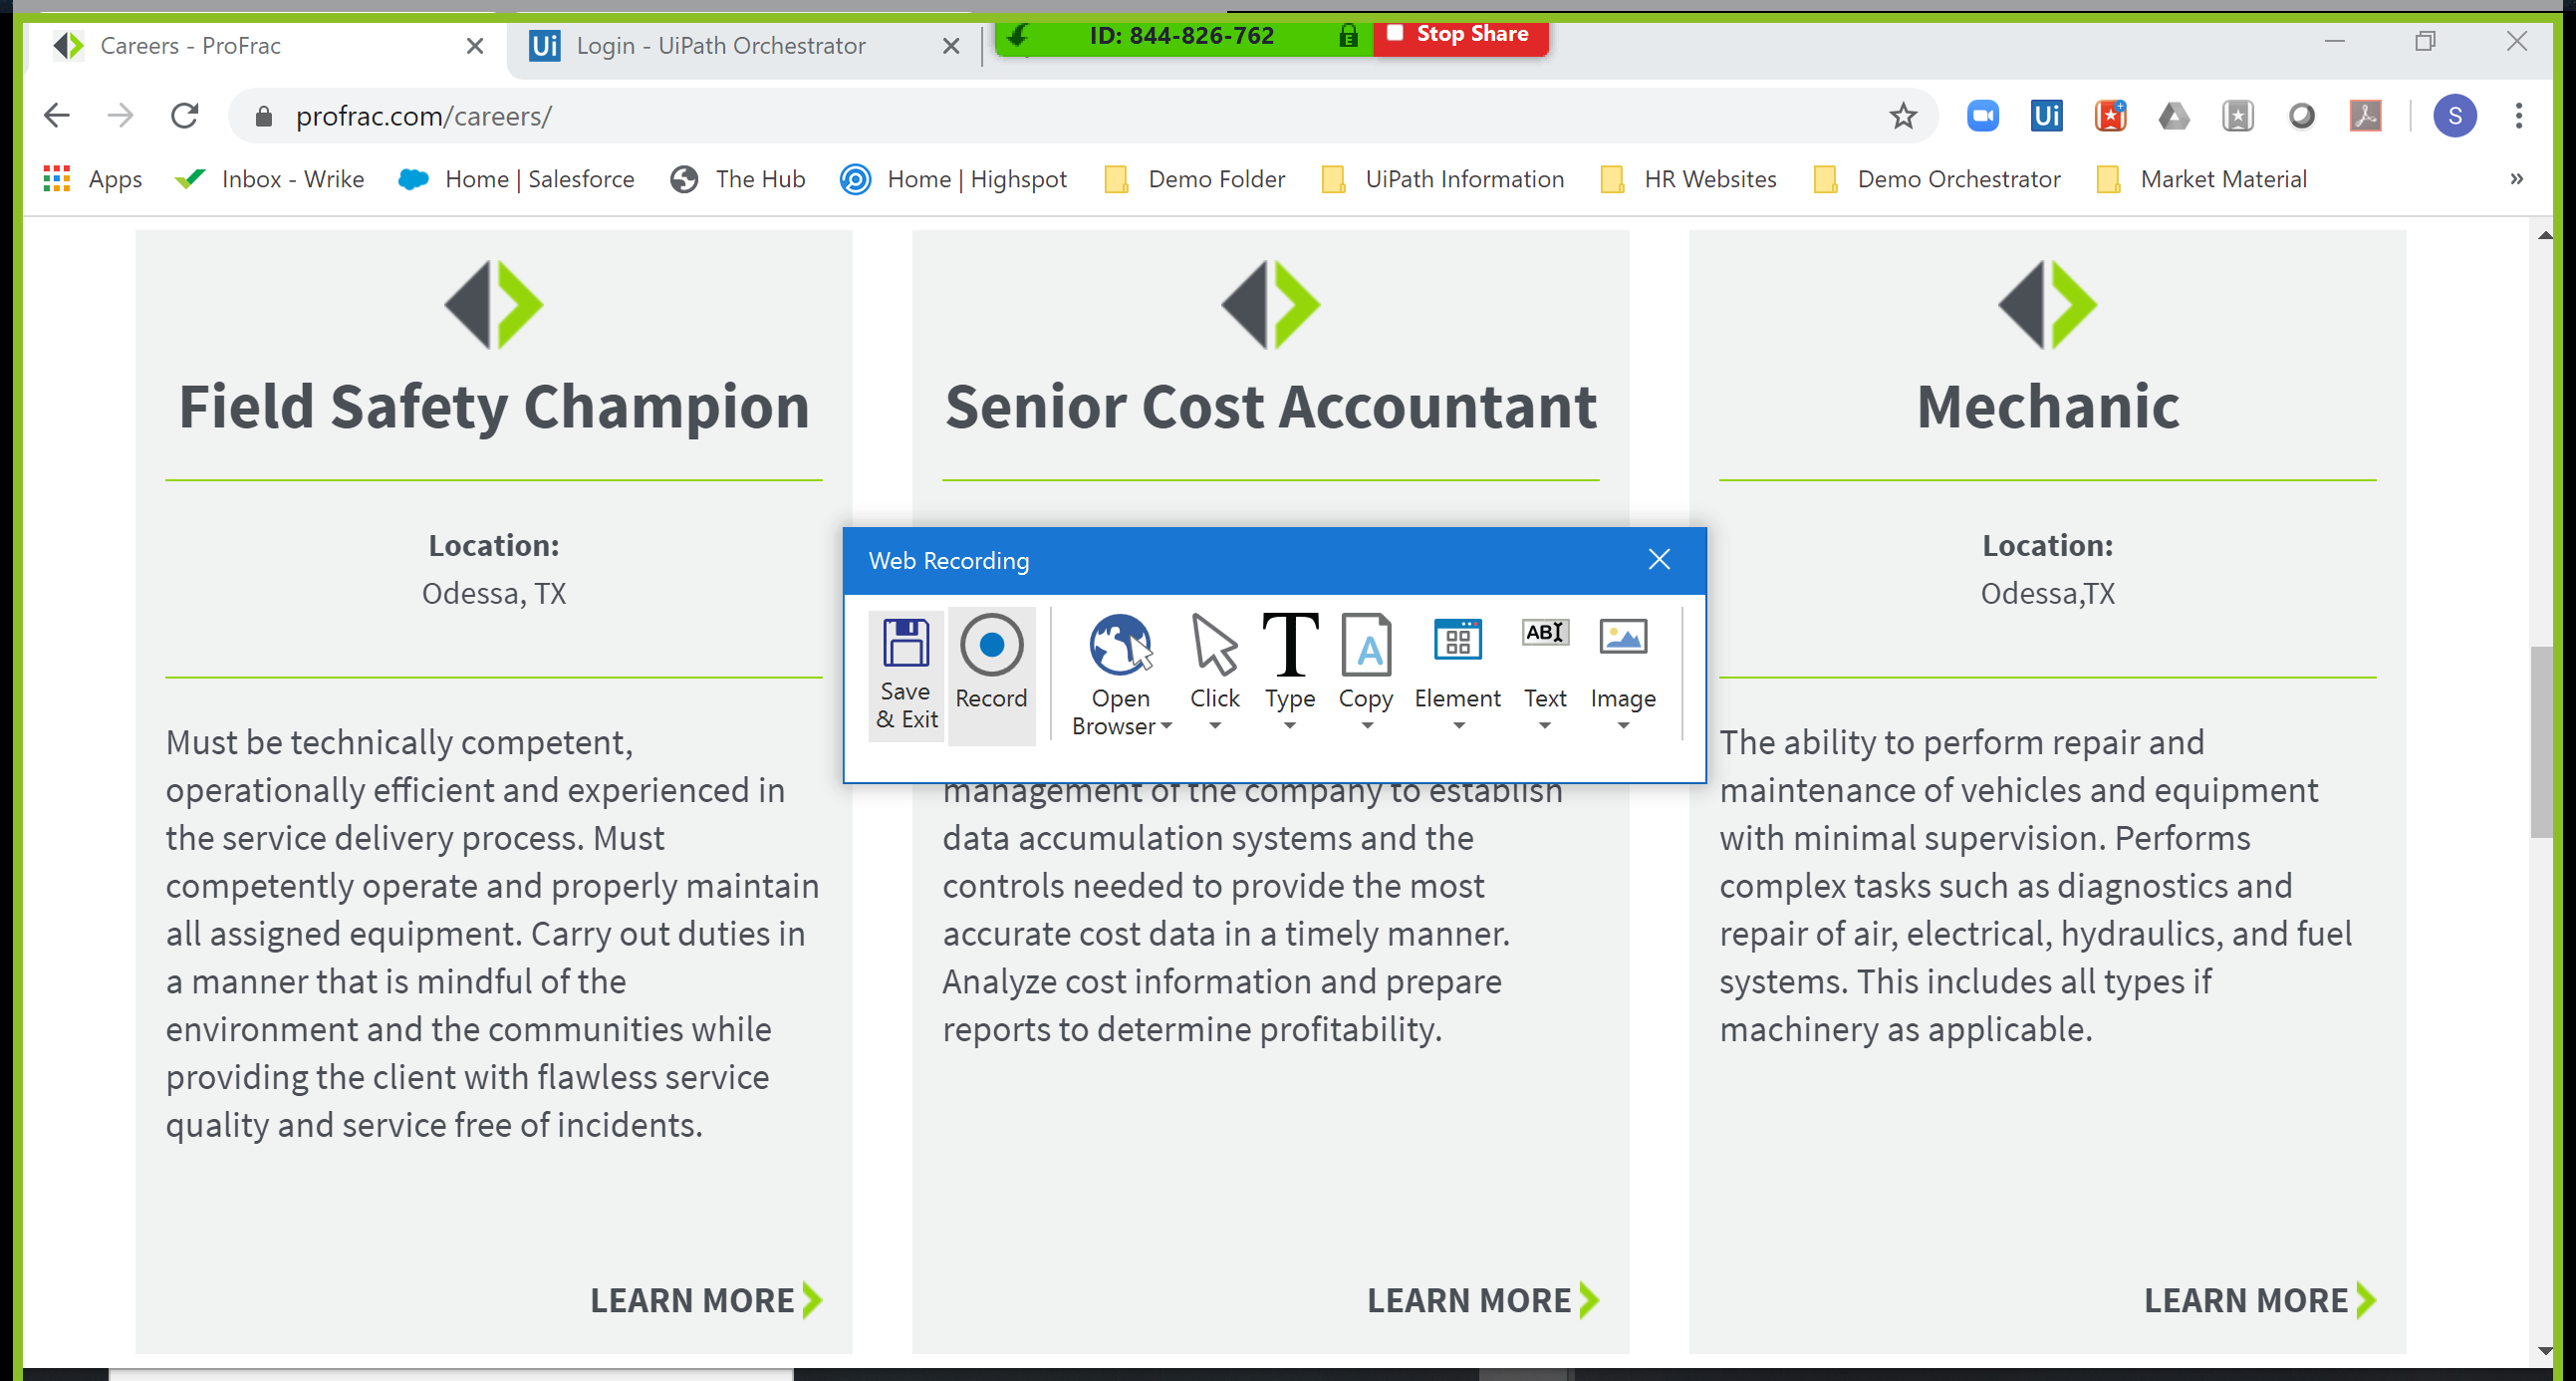 Careers - ProFrac
Ui Login - UiPath Orchestrator
ID: 844-826-762
E
Stop Share
profrac.com/careers/
Ui
S
Apps Inbox - Wrike Home | Salesforce The Hub Home | Highspot Demo Folder UiPath Information HR Websites Demo Orchestrator Market Material »
Field Safety Champion
Location:
Odessa, TX
Must be technically competent,
operationally efficient and experienced in
the service delivery process. Must
competently operate and properly maintain
all assigned equipment. Carry out duties in
a manner that is mindful of the
environment and the communities while
providing the client with flawless service
quality and service free of incidents.
LEARN MORE
Senior Cost Accountant
Web Recording
Save
& Exit
Record
Open
Browser
Click
T
Type
A
Copy
Element
ABI
Text
Image
management of the company to establish
data accumulation systems and the
controls needed to provide the most
accurate cost data in a timely manner.
Analyze cost information and prepare
reports to determine profitability.
LEARN MORE
Mechanic
Location:
Odessa,TX
The ability to perform repair and
maintenance of vehicles and equipment
with minimal supervision. Performs
complex tasks such as diagnostics and
repair of air, electrical, hydraulics, and fuel
systems. This includes all types if
machinery as applicable.
LEARN MORE